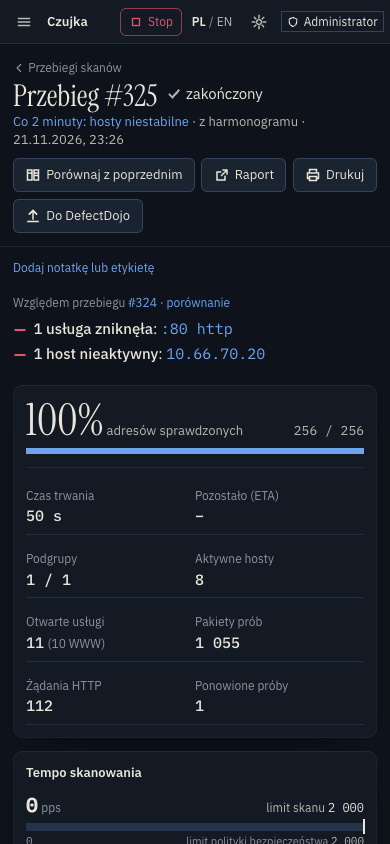 Czujka
Stop
PL / EN
Administrator
Przebiegi skanów
Przebieg #325
zakończony
Co 2 minuty: hosty niestabilne · z harmonogramu ·
21.11.2026, 23:26
Porównaj z poprzednim
Raport
Drukuj
Do DefectDojo
Dodaj notatkę lub etykietę
Względem przebiegu #324 · porównanie
— 1 usługa zniknęła: :80 http
— 1 host nieaktywny: 10.66.70.20
100% adresów sprawdzonych 256 / 256
Czas trwania
50 s
Pozostało (ETA)
–
Podgrupy
1 / 1
Aktywne hosty
8
Otwarte usługi
11 (10 WWW)
Pakiety prób
1 055
Żądania HTTP
112
Ponowione próby
1
Tempo skanowania
0 pps
limit skanu 2 000
0
limit polityki bezpieczeństwa 2 000